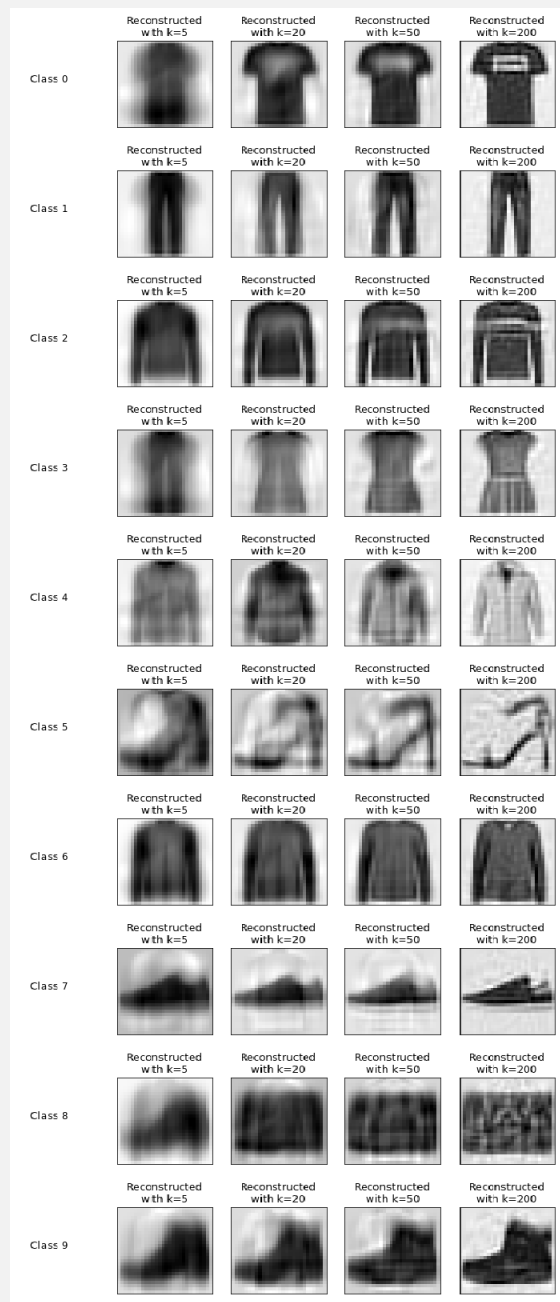 Reconstructed with k=5
Reconstructed with k=20
Reconstructed with k=50
Reconstructed with k=200
Class 0
Reconstructed with k=5
Reconstructed with k=20
Reconstructed with k=50
Reconstructed with k=200
Class 1
Reconstructed with k=5
Reconstructed with k=20
Reconstructed with k=50
Reconstructed with k=200
Class 2
Reconstructed with k=5
Reconstructed with k=20
Reconstructed with k=50
Reconstructed with k=200
Class 3
Reconstructed with k=5
Reconstructed with k=20
Reconstructed with k=50
Reconstructed with k=200
Class 4
Reconstructed with k=5
Reconstructed with k=20
Reconstructed with k=50
Reconstructed with k=200
Class 5
Reconstructed with k=5
Reconstructed with k=20
Reconstructed with k=50
Reconstructed with k=200
Class 6
Reconstructed with k=5
Reconstructed with k=20
Reconstructed with k=50
Reconstructed with k=200
Class 7
Reconstructed with k=5
Reconstructed with k=20
Reconstructed with k=50
Reconstructed with k=200
Class 8
Reconstructed with k=5
Reconstructed with k=20
Reconstructed with k=50
Reconstructed with k=200
Class 9